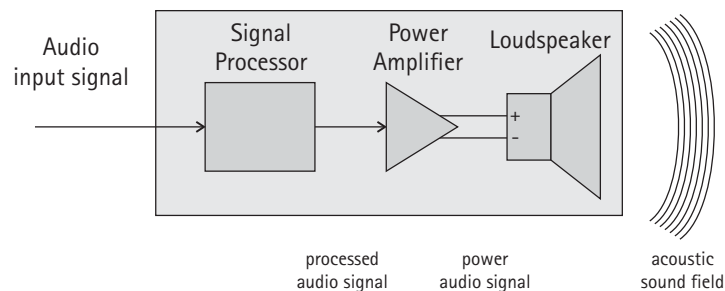 Audio
input signal
Signal
Processor
Power
Amplifier
Loudspeaker
+
-
processed
audio signal
power
audio signal
acoustic
sound field